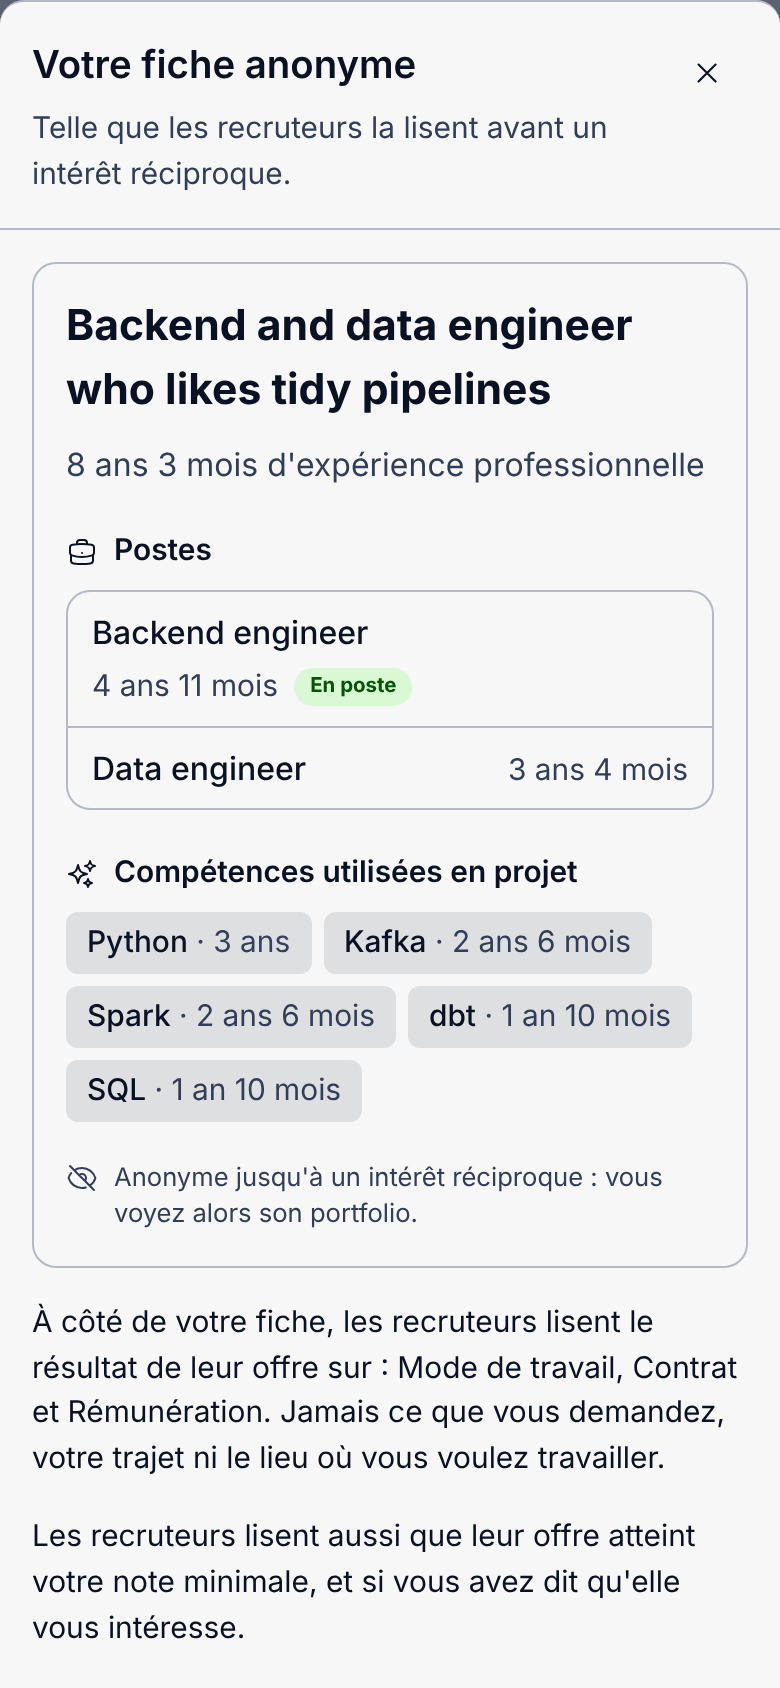 Votre fiche anonyme
Telle que les recruteurs la lisent avant un
intérêt réciproque.
Backend and data engineer
who likes tidy pipelines
8 ans 3 mois d'expérience professionnelle
Postes
Backend engineer
4 ans 11 mois En poste
Data engineer 3 ans 4 mois
Compétences utilisées en projet
Python · 3 ans Kafka · 2 ans 6 mois
Spark · 2 ans 6 mois dbt · 1 an 10 mois
SQL · 1 an 10 mois
Anonyme jusqu'à un intérêt réciproque : vous
voyez alors son portfolio.
À côté de votre fiche, les recruteurs lisent le
résultat de leur offre sur : Mode de travail, Contrat
et Rémunération. Jamais ce que vous demandez,
votre trajet ni le lieu où vous voulez travailler.
Les recruteurs lisent aussi que leur offre atteint
votre note minimale, et si vous avez dit qu'elle
vous intéresse.